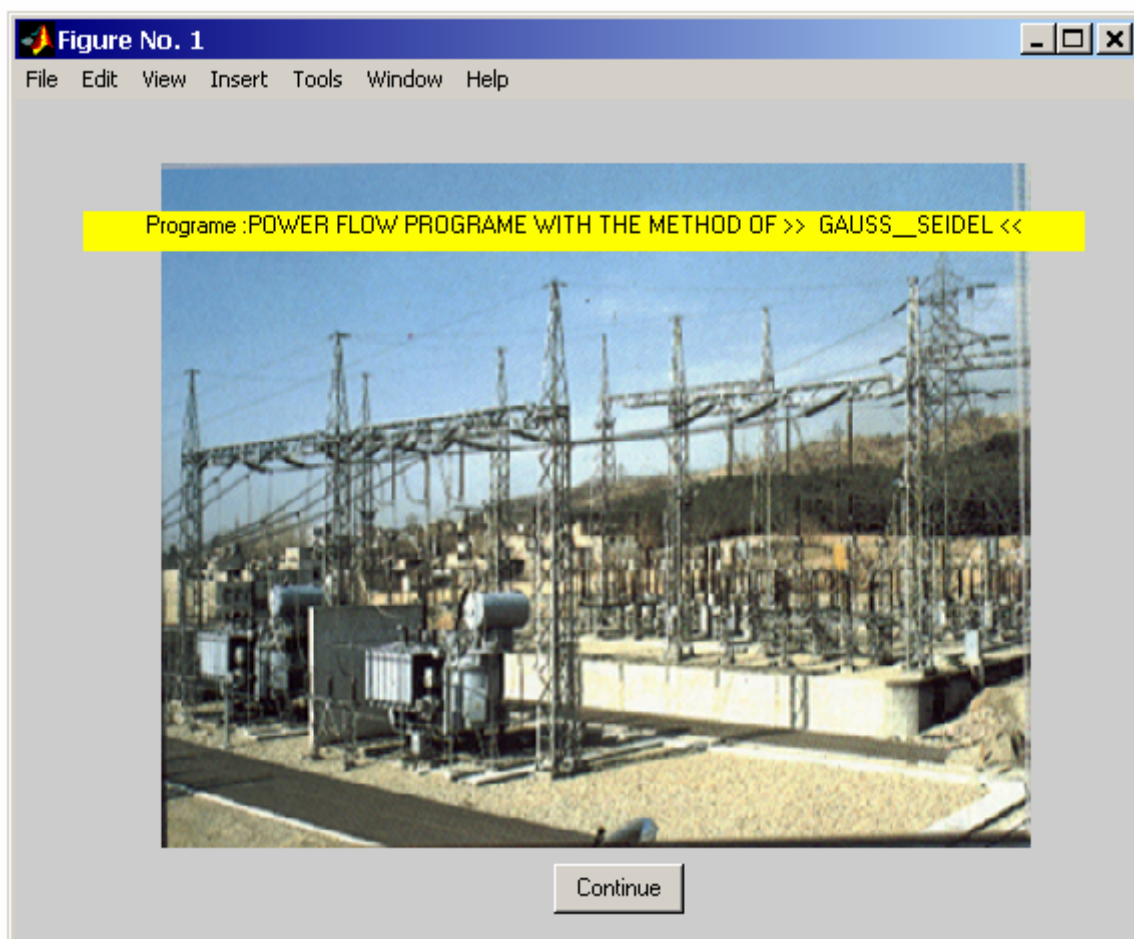 Figure No. 1
File Edit View Insert Tools Window Help
Programe :POWER FLOW PROGRAME WITH THE METHOD OF >> GAUSS__SEIDEL <<
Continue